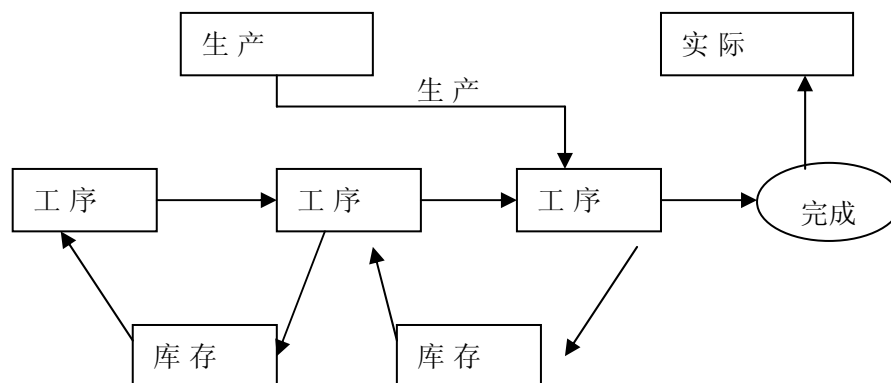 生 产
实 际
生 产
工 序
工 序
工 序
完成
库 存
库 存